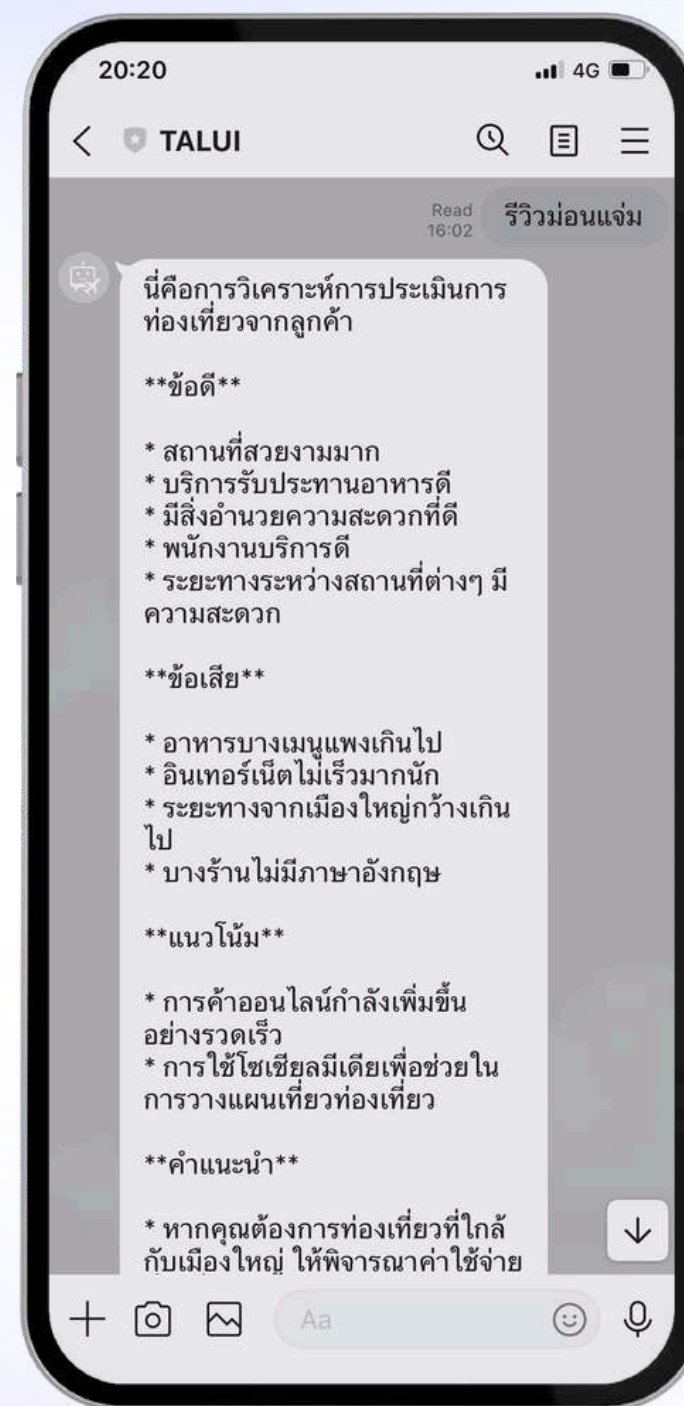 20:20
4G
TALUI
Read
16:02
รีวิวม่อนแจ่ม
นี่คือการวิเคราะห์การประเมินการ
ท่องเที่ยวจากลูกค้า
**ข้อดี**
* สถานที่สวยงามมาก
* บริการรับประทานอาหารดี
* มีสิ่งอำนวยความสะดวกที่ดี
* พนักงานบริการดี
* ระยะทางระหว่างสถานที่ต่างๆ มี
ความสะดวก
**ข้อเสีย**
* อาหารบางเมนูแพงเกินไป
* อินเทอร์เน็ตไม่เร็วมากนัก
* ระยะทางจากเมืองใหญ่กว้างเกิน
ไป
* บางร้านไม่มีภาษาอังกฤษ
**แนวโน้ม**
* การค้าออนไลน์กำลังเพิ่มขึ้น
อย่างรวดเร็ว
* การใช้โซเชียลมีเดียเพื่อช่วยใน
การวางแผนเที่ยวท่องเที่ยว
**คำแนะนำ**
* หากคุณต้องการท่องเที่ยวที่ใกล้
กับเมืองใหญ่ ให้พิจารณาค่าใช้จ่าย
Aa